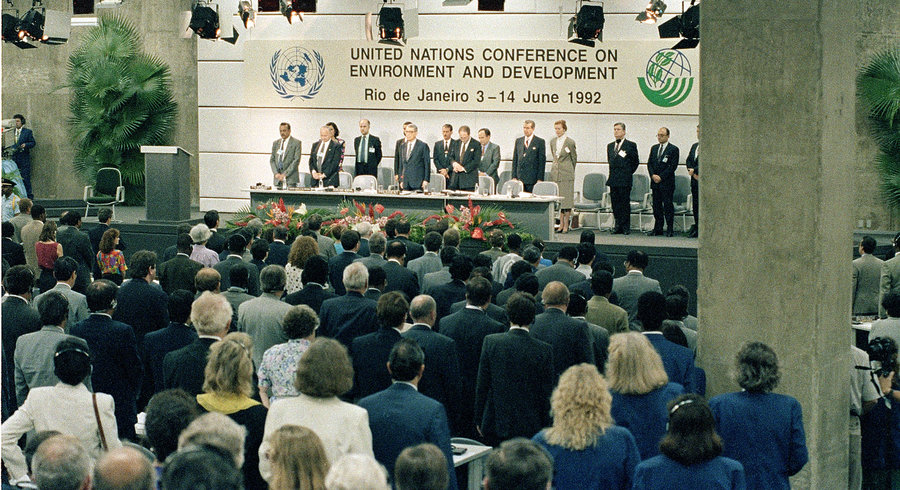 UNITED NATIONS CONFERENCE ON
ENVIRONMENT AND DEVELOPMENT
Rio de Janeiro 3-14 June 1992